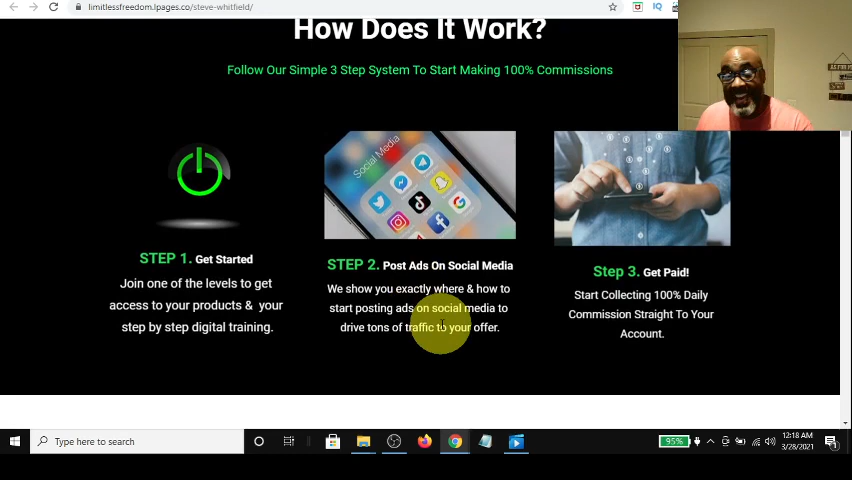 limitlessfreedom.lpages.co/steve-whitfield/
How Does It Work?
Follow Our Simple 3 Step System To Start Making 100% Commissions
Social Media
STEP 1. Get Started
Join one of the levels to get
access to your products & your
step by step digital training.
STEP 2. Post Ads On Social Media
We show you exactly where & how to
start posting ads on social media to
drive tons of traffic to your offer.
Step 3. Get Paid!
Start Collecting 100% Daily
Commission Straight To Your
Account.
Type here to search
95%
12:18 AM
3/28/2021